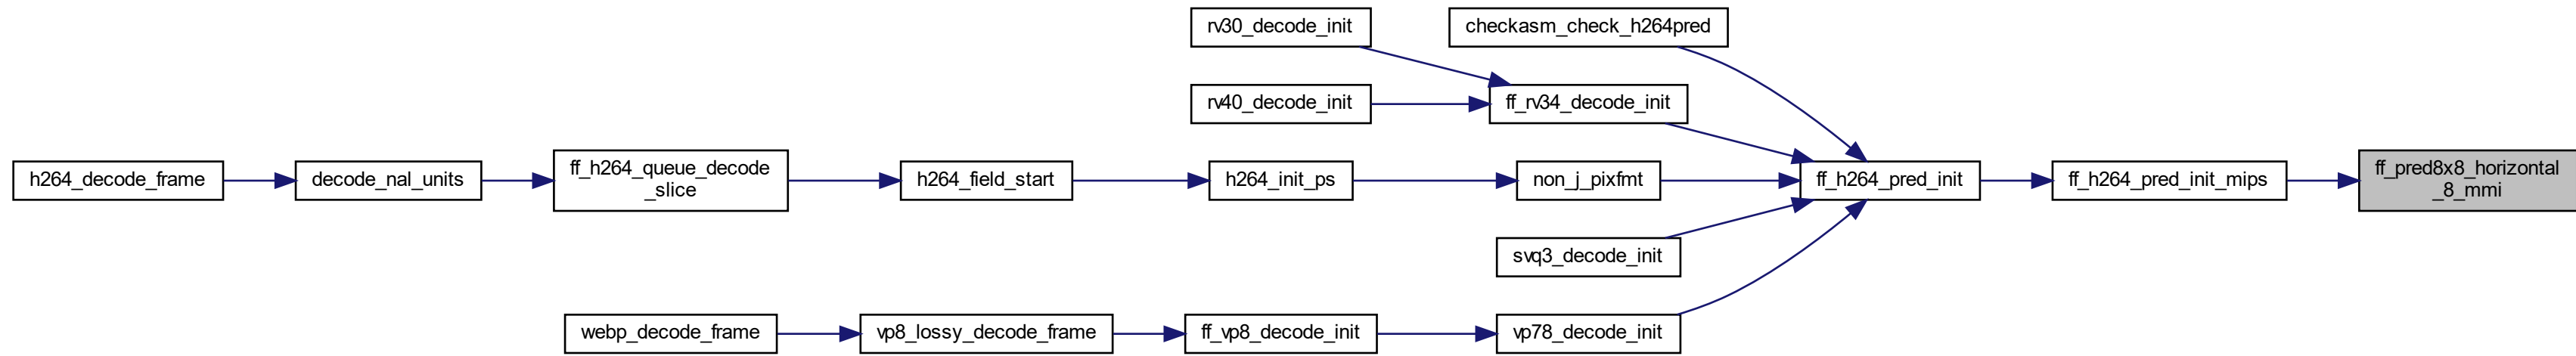 rv30_decode_init
checkasm_check_h264pred
rv40_decode_init
ff_rv34_decode_init
h264_decode_frame
decode_nal_units
ff_h264_queue_decode
_slice
h264_field_start
h264_init_ps
non_j_pixfmt
ff_h264_pred_init
ff_h264_pred_init_mips
ff_pred8x8_horizontal
_8_mmi
svq3_decode_init
webp_decode_frame
vp8_lossy_decode_frame
ff_vp8_decode_init
vp78_decode_init